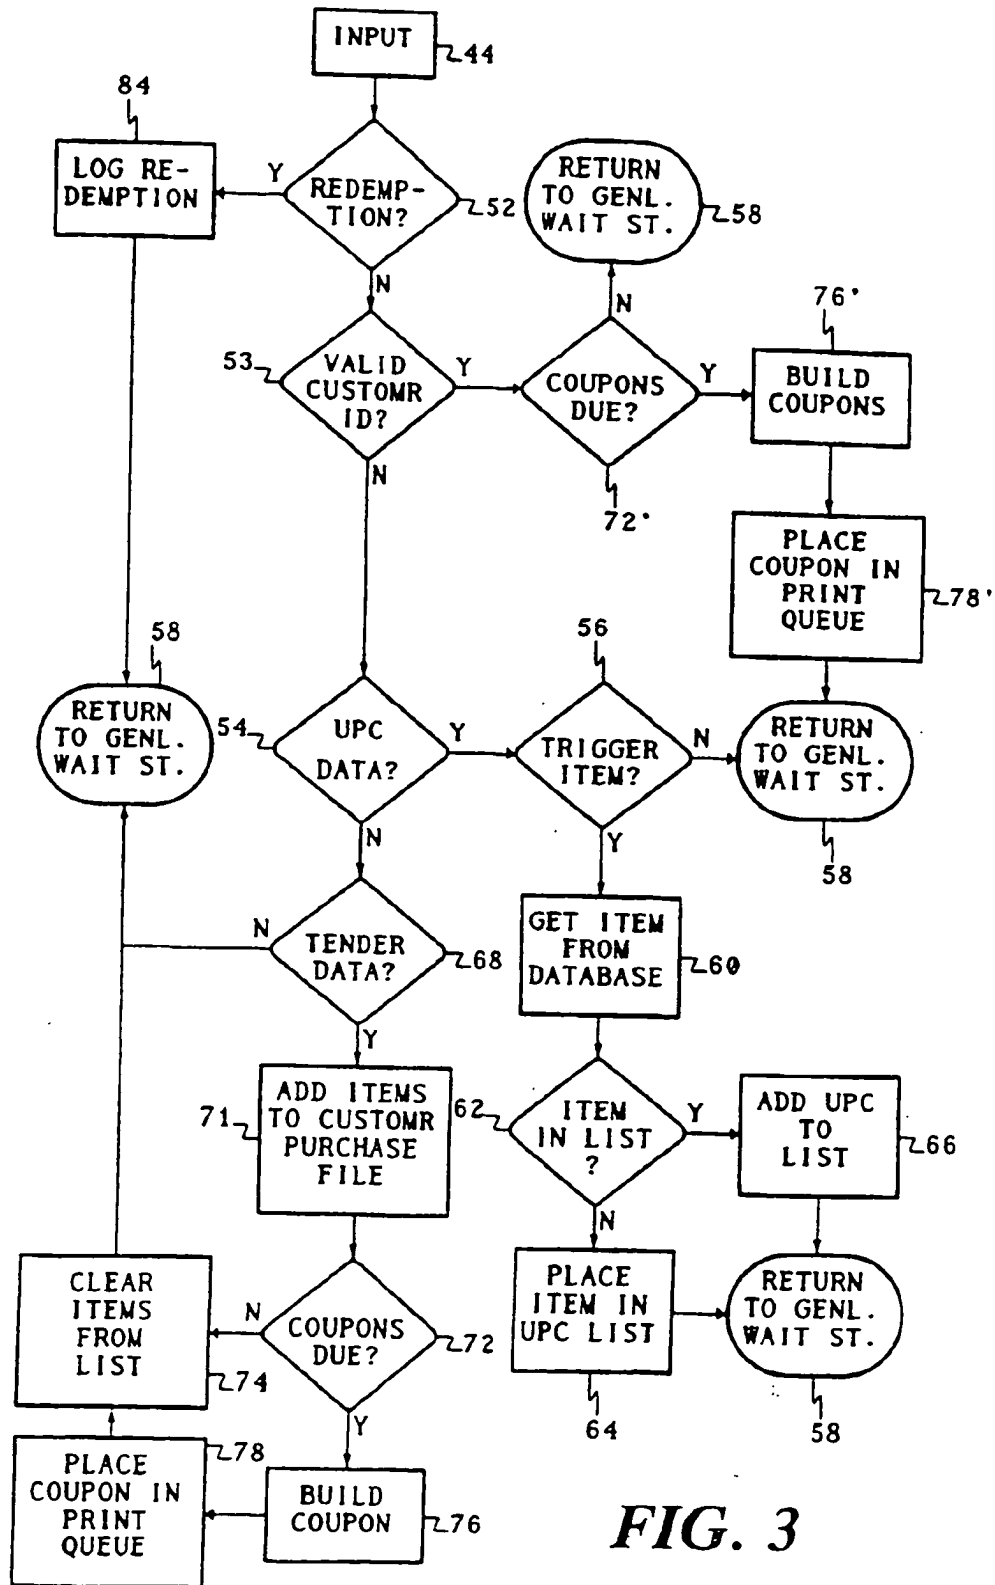 INPUT
44
84
LOG RE-
DEMPTION
Y
REDEMP-
TION?
52
N
RETURN
TO GENL.
WAIT ST.
58
53
VALID
CUSTOMR
ID?
Y
N
N
COUPONS
DUE?
Y
72'
76'
BUILD
COUPONS
PLACE
COUPON IN
PRINT
QUEUE
78'
58
RETURN
TO GENL.
WAIT ST.
54
UPC
DATA?
Y
N
56
TRIGGER
ITEM?
N
Y
RETURN
TO GENL.
WAIT ST.
58
N
TENDER
DATA?
68
Y
GET ITEM
FROM
DATABASE
60
71
ADD ITEMS
TO CUSTOMR
PURCHASE
FILE
62
ITEM
IN LIST
?
Y
N
ADD UPC
TO
LIST
66
CLEAR
ITEMS
FROM
LIST
74
N
COUPONS
DUE?
72
Y
PLACE
ITEM IN
UPC LIST
64
RETURN
TO GENL.
WAIT ST.
58
78
PLACE
COUPON IN
PRINT
QUEUE
BUILD
COUPON
76
FIG. 3